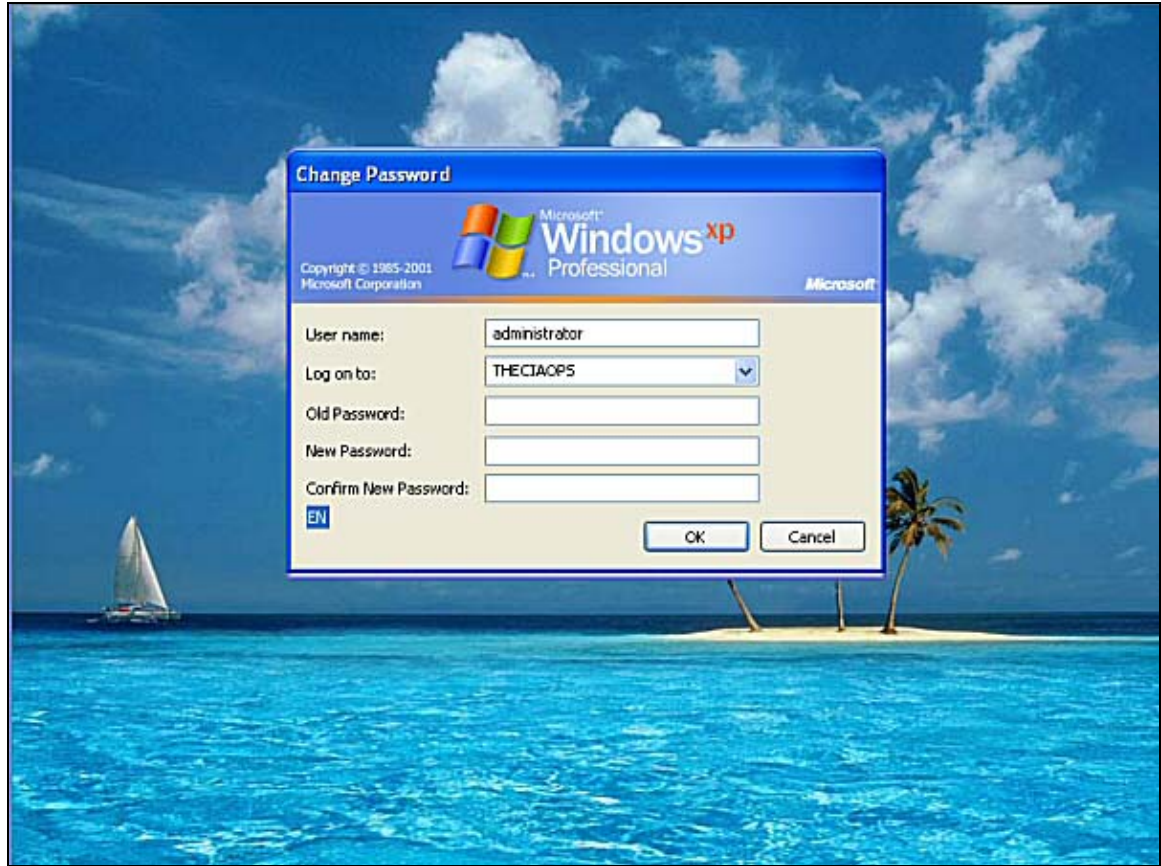 Change Password
Microsoft®
Windows xp
Professional
Copyright © 1985-2001
Microsoft Corporation
Microsoft
User name:
administrator
Log on to:
THECIAOPS
Old Password:
New Password:
Confirm New Password:
EN
OK
Cancel